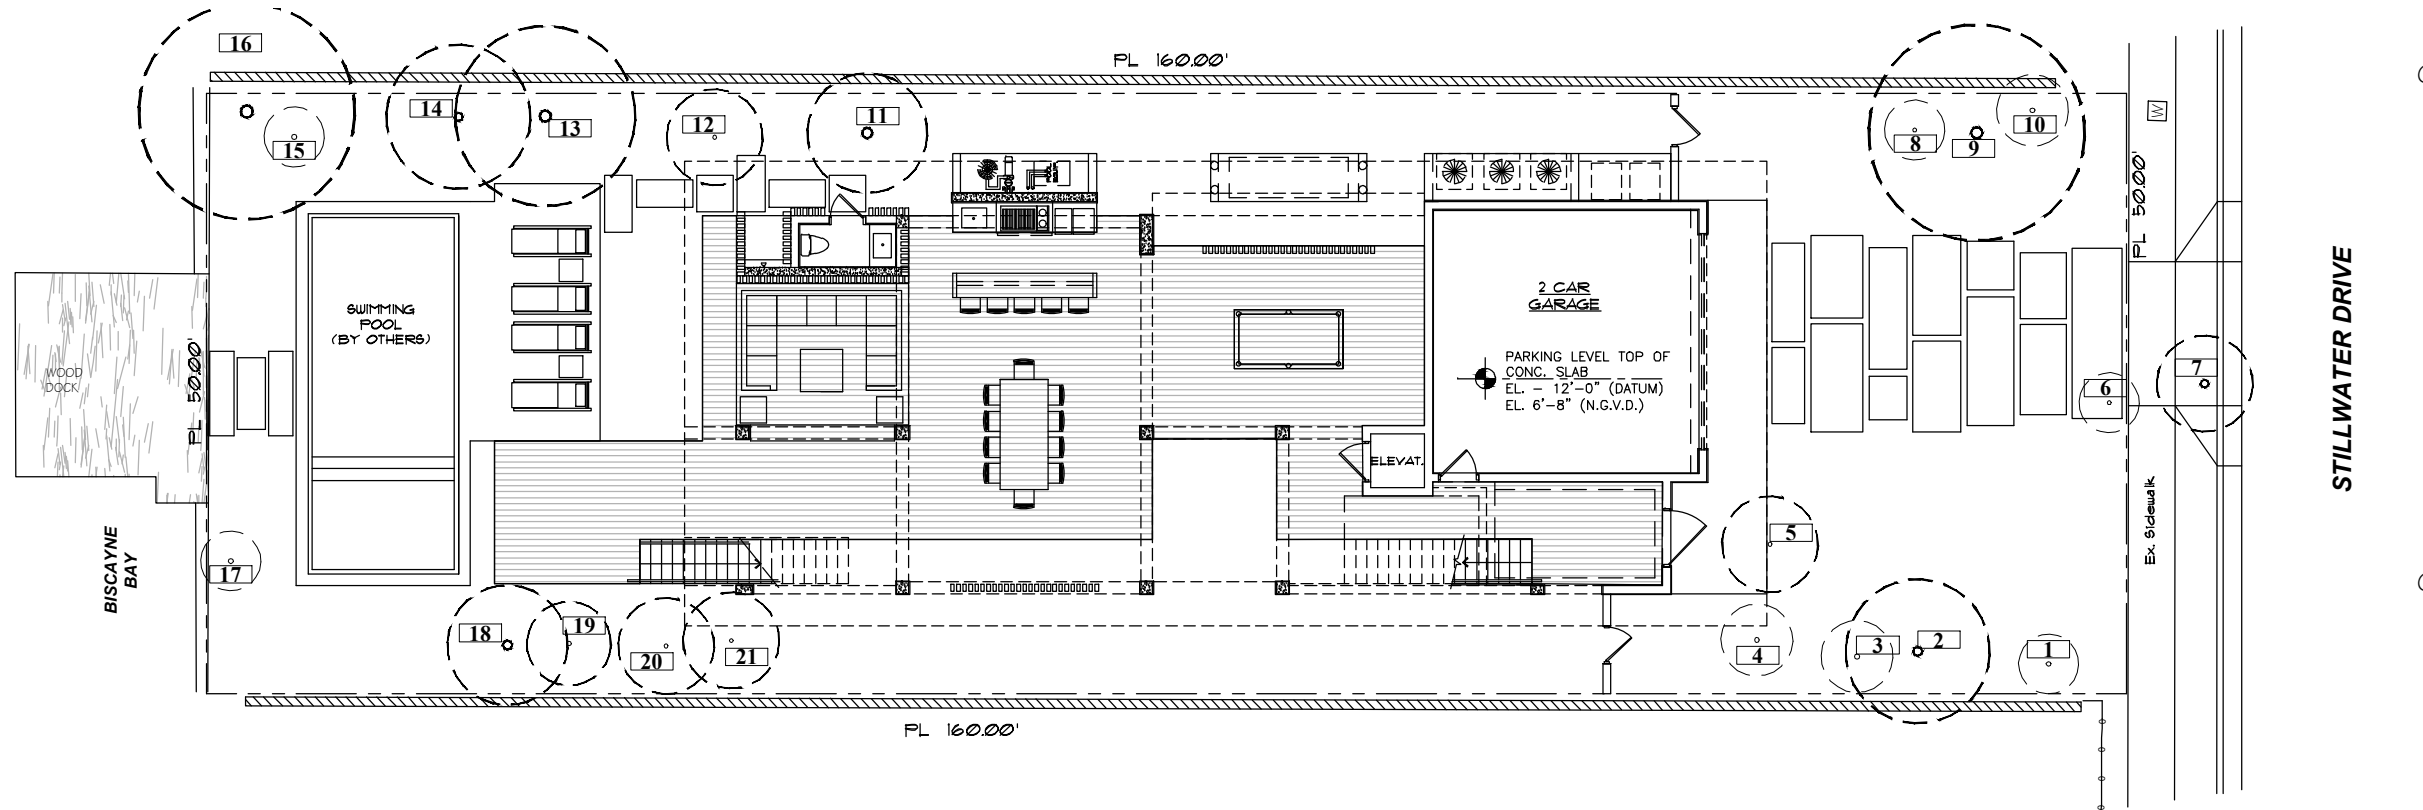 16
PL 160.00'
14
13
12
11
15
8
9
10
W
PL 50.00'
SWIMMING
POOL
(BY OTHERS)
2 CAR
GARAGE
PARKING LEVEL TOP OF
CONC. SLAB
EL. - 12'-0" (DATUM)
EL. 6'-8" (N.G.V.D.)
STILLWATER DRIVE
WOOD
DOCK
PL 50.00'
7
6
ELEVAT.
Ex. Sidewalk
5
BISCAYNE
BAY
17
18
19
20
21
4
3
2
1
PL 160.00'